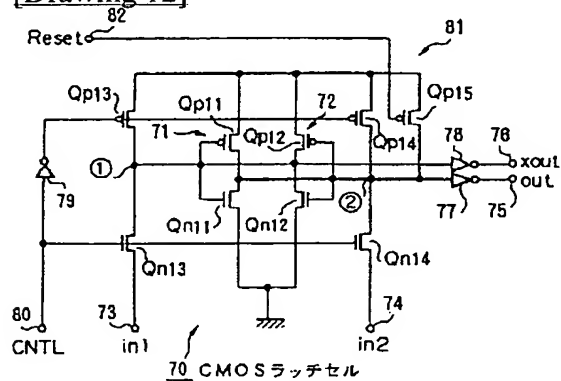 [Drawing 12]
Reset 82
81
Qp13
Qp11
72
Qp15
71
Qp12
Qp14
78
76
xout
①
79
out
②
77
75
Qn11
Qn12
Qn13
Qn14
80
73
74
CNTL
in1
in2
70 CMOSラッチセル